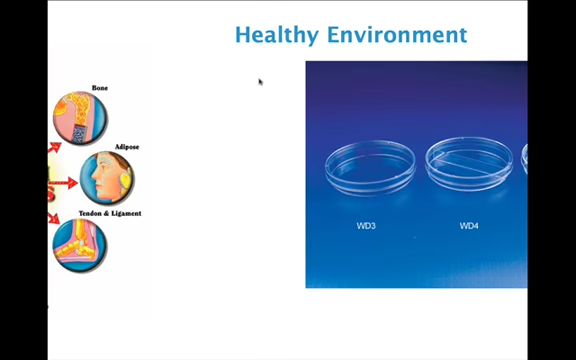 Healthy Environment
Bone
Adipose
Tendon & Ligament
WD3
WD4